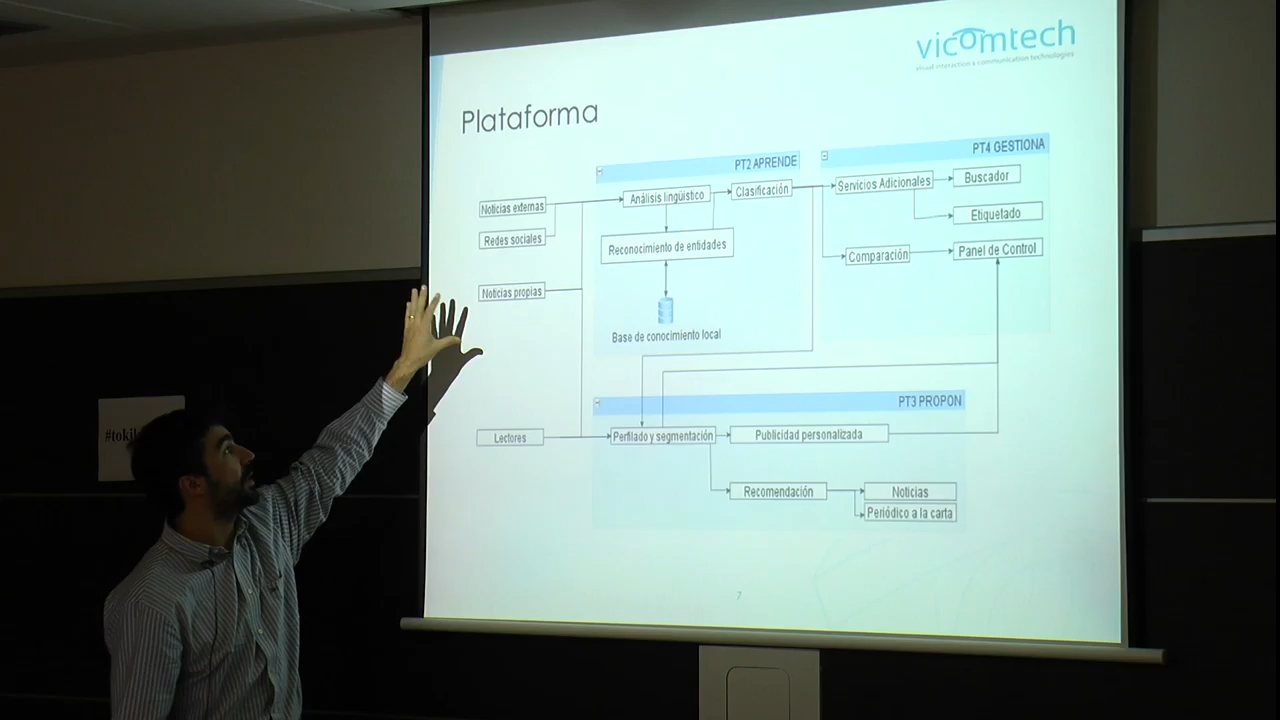 vicomtech
visual interaction & communication technologies
Plataforma
PT2 APRENDE
PT4 GESTIONA
Noticias externas
Análisis lingüístico
Clasificación
Servicios Adicionales
Buscador
Redes sociales
Reconocimiento de entidades
Etiquetado
Comparación
Panel de Control
Noticias propias
Base de conocimiento local
PT3 PROPON
Lectores
Perfilado y segmentación
Publicidad personalizada
Recomendación
Noticias
Periódico a la carta
7